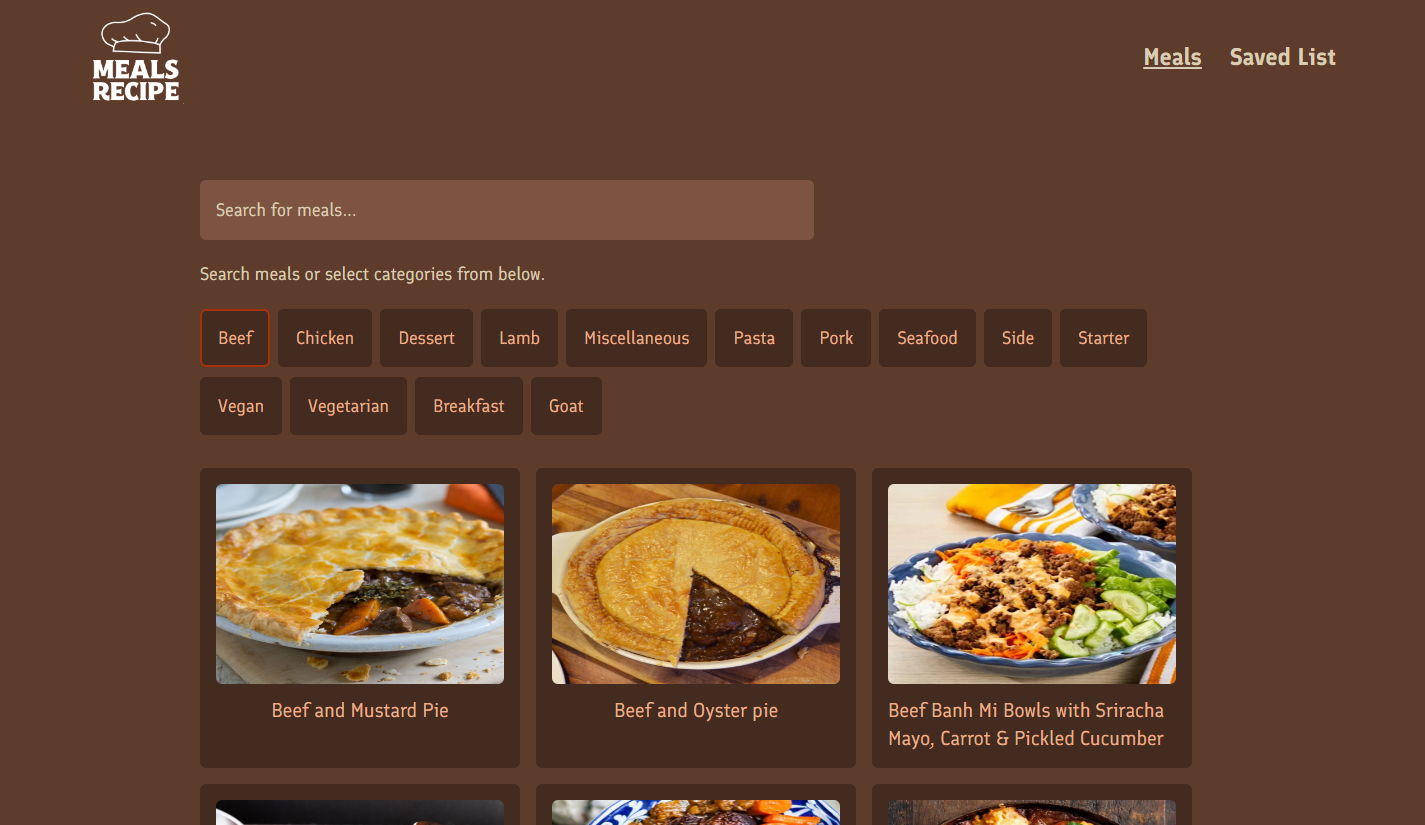 MEALS
RECIPE
Meals Saved List
Search for meals...
Search meals or select categories from below.
Beef Chicken Dessert Lamb Miscellaneous Pasta Pork Seafood Side Starter
Vegan Vegetarian Breakfast Goat
Beef and Mustard Pie
Beef and Oyster pie
Beef Banh Mi Bowls with Sriracha
Mayo, Carrot & Pickled Cucumber